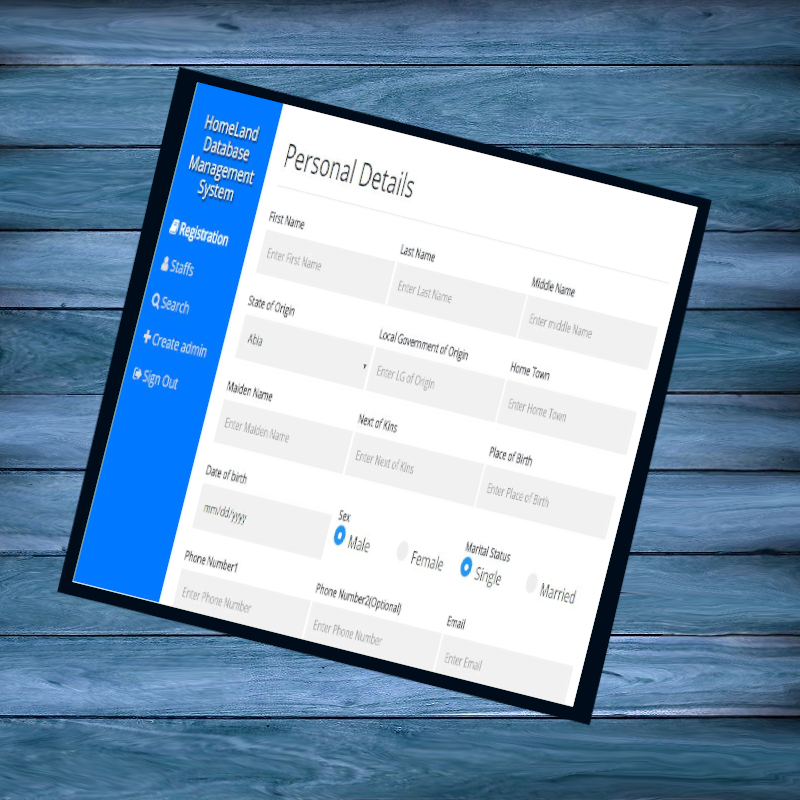 HomeLand
Database
Management
System
Registration
Staffs
Search
Create admin
Sign Out
Personal Details
First Name
Last Name
Middle Name
Enter First Name
Enter Last Name
Enter middle Name
State of Origin
Local Government of Origin
Home Town
Abia
Enter LG of Origin
Enter Home Town
Maiden Name
Next of Kins
Place of Birth
Enter Maiden Name
Enter Next of Kins
Enter Place of Birth
Date of birth
Sex
Marital Status
mm/dd/yyyy
Male
Female
Single
Married
Phone Number1
Phone Number2(Optional)
Email
Enter Phone Number
Enter Phone Number
Enter Email